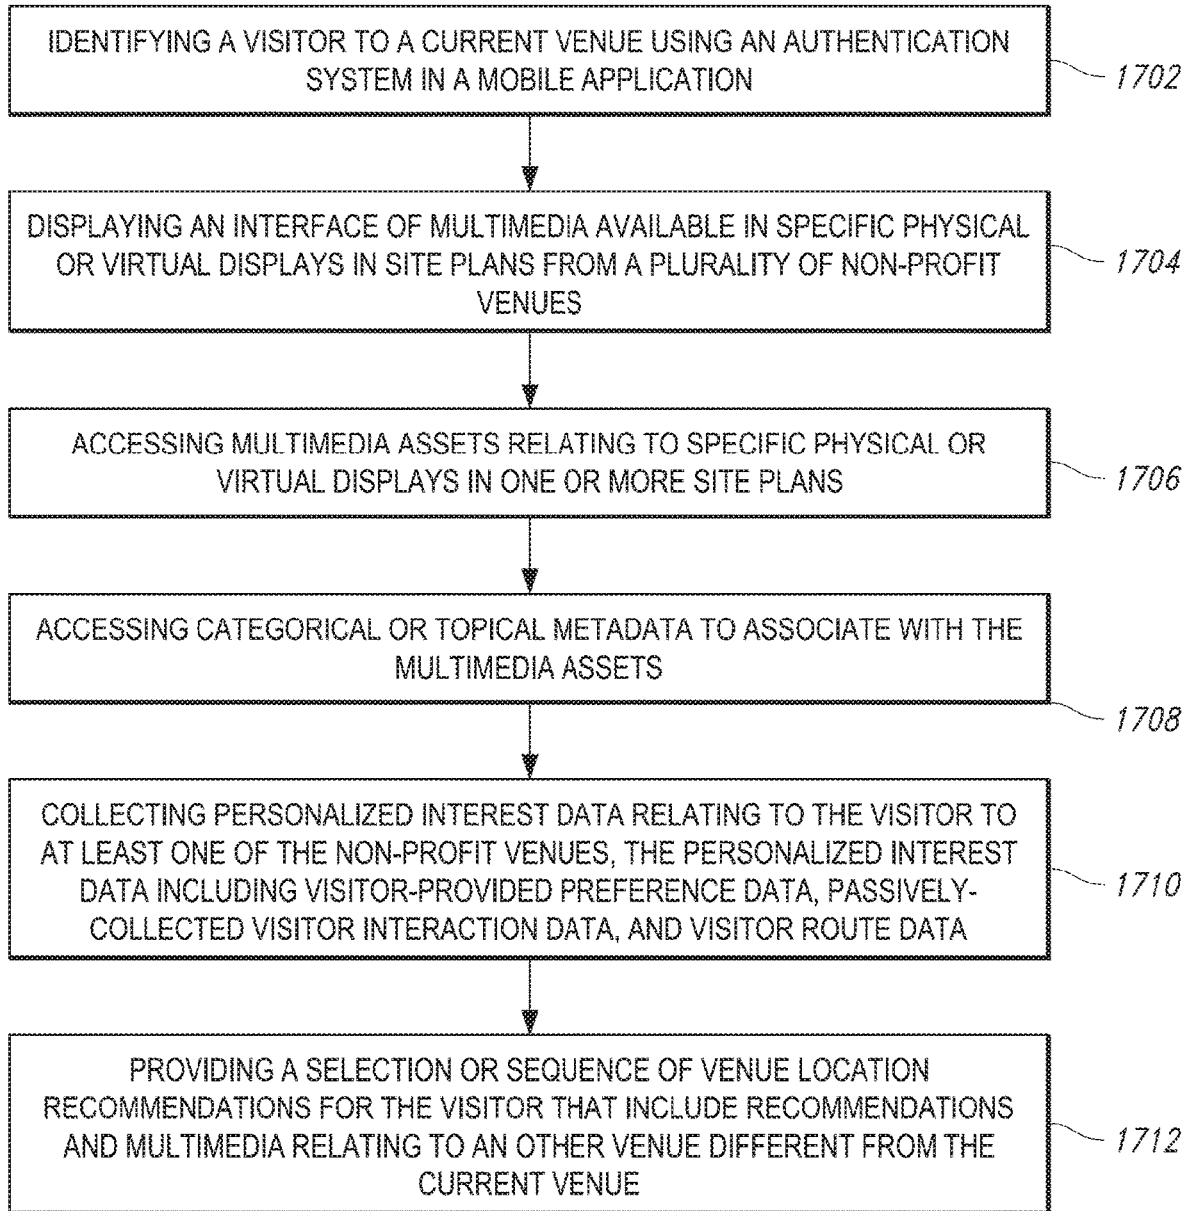 IDENTIFYING A VISITOR TO A CURRENT VENUE USING AN AUTHENTICATION
SYSTEM IN A MOBILE APPLICATION
1702
DISPLAYING AN INTERFACE OF MULTIMEDIA AVAILABLE IN SPECIFIC PHYSICAL
OR VIRTUAL DISPLAYS IN SITE PLANS FROM A PLURALITY OF NON-PROFIT
VENUES
1704
ACCESSING MULTIMEDIA ASSETS RELATING TO SPECIFIC PHYSICAL OR
VIRTUAL DISPLAYS IN ONE OR MORE SITE PLANS
1706
ACCESSING CATEGORICAL OR TOPICAL METADATA TO ASSOCIATE WITH THE
MULTIMEDIA ASSETS
1708
COLLECTING PERSONALIZED INTEREST DATA RELATING TO THE VISITOR TO
AT LEAST ONE OF THE NON-PROFIT VENUES, THE PERSONALIZED INTEREST
DATA INCLUDING VISITOR-PROVIDED PREFERENCE DATA, PASSIVELY-
COLLECTED VISITOR INTERACTION DATA, AND VISITOR ROUTE DATA
1710
PROVIDING A SELECTION OR SEQUENCE OF VENUE LOCATION
RECOMMENDATIONS FOR THE VISITOR THAT INCLUDE RECOMMENDATIONS
AND MULTIMEDIA RELATING TO AN OTHER VENUE DIFFERENT FROM THE
CURRENT VENUE
1712